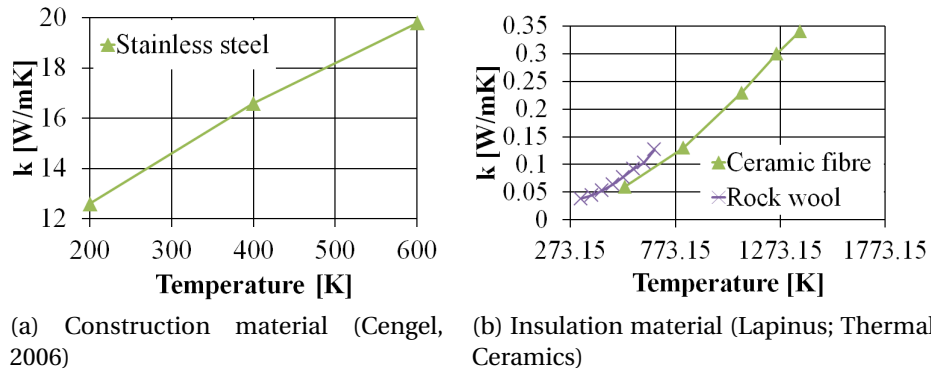 20
18
16
14
12
k [W/mK]
Stainless steel
200 300 400 500 600
Temperature [K]
(a) Construction material (Cengel,
2006)
0.35
0.3
0.25
0.2
0.15
0.1
0.05
0
k [W/mK]
Ceramic fibre
Rock wool
273.15 773.15 1273.15 1773.15
Temperature [K]
(b) Insulation material (Lapinus; Thermal
Ceramics)